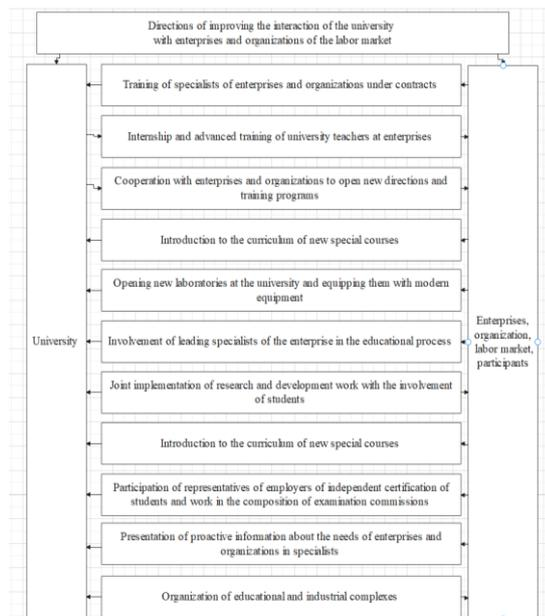 Directions of improving the interaction of the university
with enterprises and organizations of the labor market
Training of specialists of enterprises and organizations under contracts
Internship and advanced training of university teachers at enterprises
Cooperation with enterprises and organizations to open new directions and
training programs
Introduction to the curriculum of new special courses
Opening new laboratories at the university and equipping them with modern
equipment
University
Involvement of leading specialists of the enterprise in the educational process
Enterprises,
organization,
labor market,
participants
Joint implementation of research and development work with the involvement
of students
Introduction to the curriculum of new special courses
Participation of representatives of employers of independent certification of
students and work in the composition of examination commissions
Presentation of proactive information about the needs of enterprises and
organizations in specialists
Organization of educational and industrial complexes